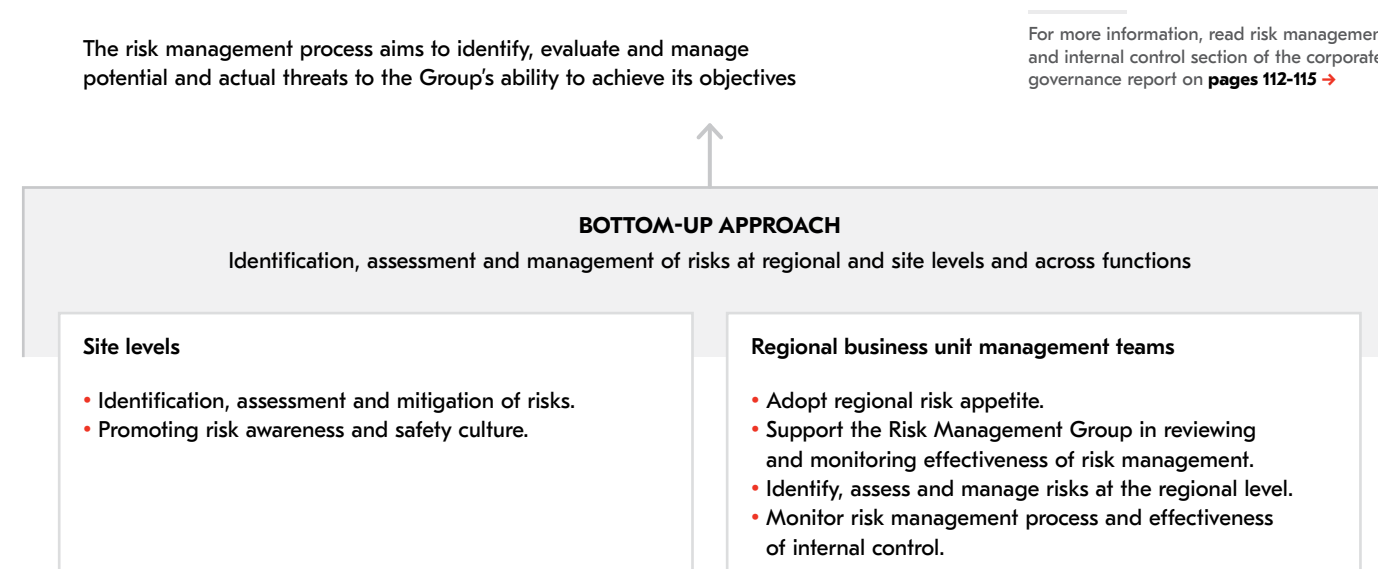 The risk management process aims to identify, evaluate and manage
potential and actual threats to the Group's ability to achieve its objectives
For more information, read risk
and internal control section of the corporate
governance report on pages 112-115 →
BOTTOM-UP APPROACH
Identification, assessment and management of risks at regional and site levels and across functions
Site levels
• Identification, assessment and mitigation of risks.
• Promoting risk awareness and safety culture.
Regional business unit management teams
• Adopt regional risk appetite.
• Support the Risk Management Group in reviewing
and monitoring effectiveness of risk management.
• Identify, assess and manage risks at the regional level.
• Monitor risk management process and effectiveness
of internal control.